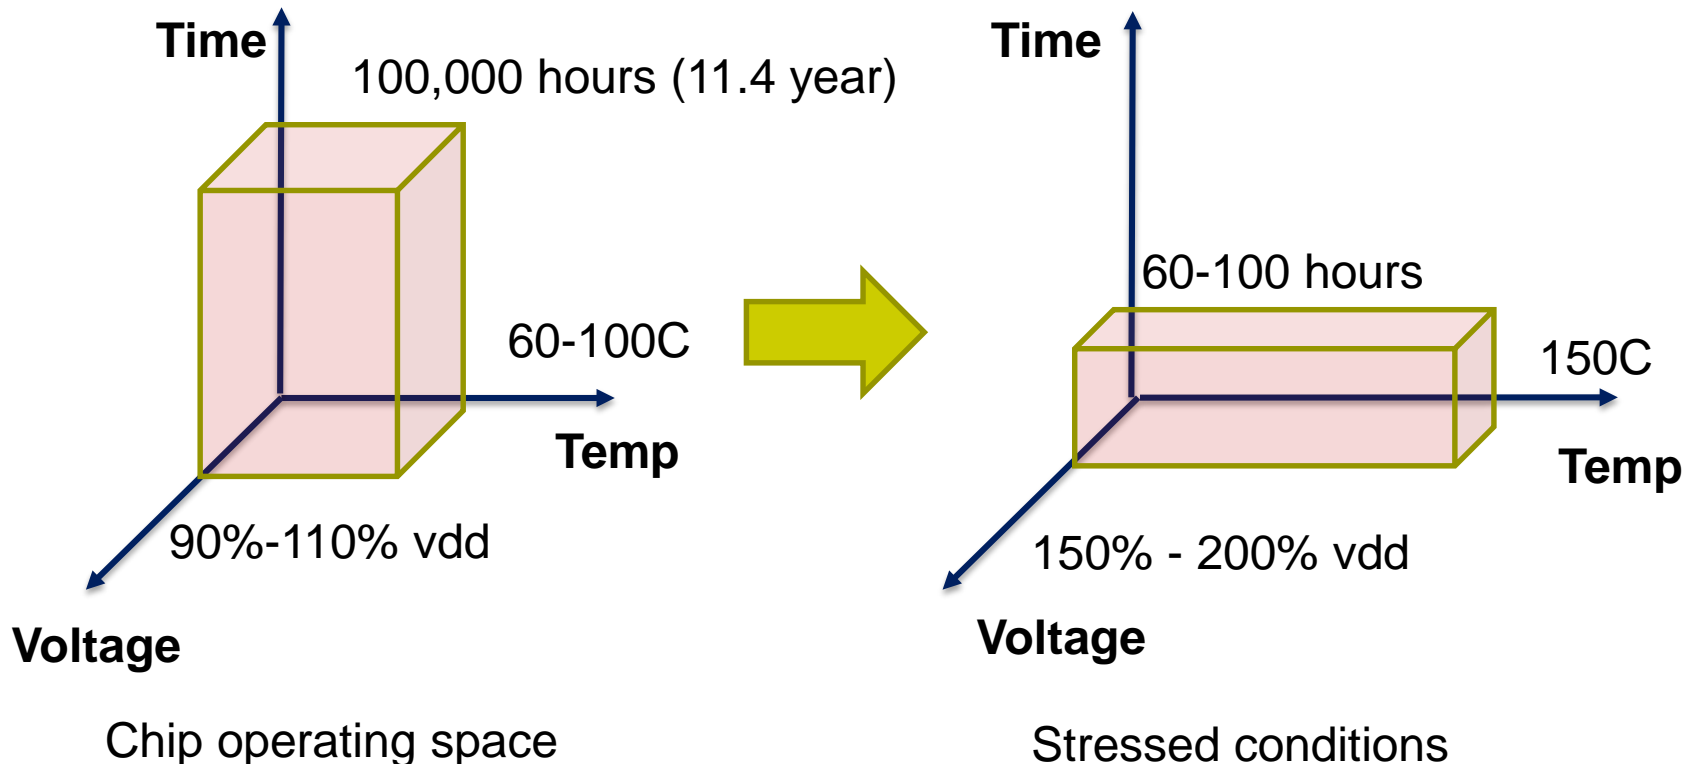 Time
100,000 hours (11.4 year)
60-100C
Temp
90%-110% vdd
Voltage
Chip operating space
Time
60-100 hours
150C
Temp
150% - 200% vdd
Voltage
Stressed conditions